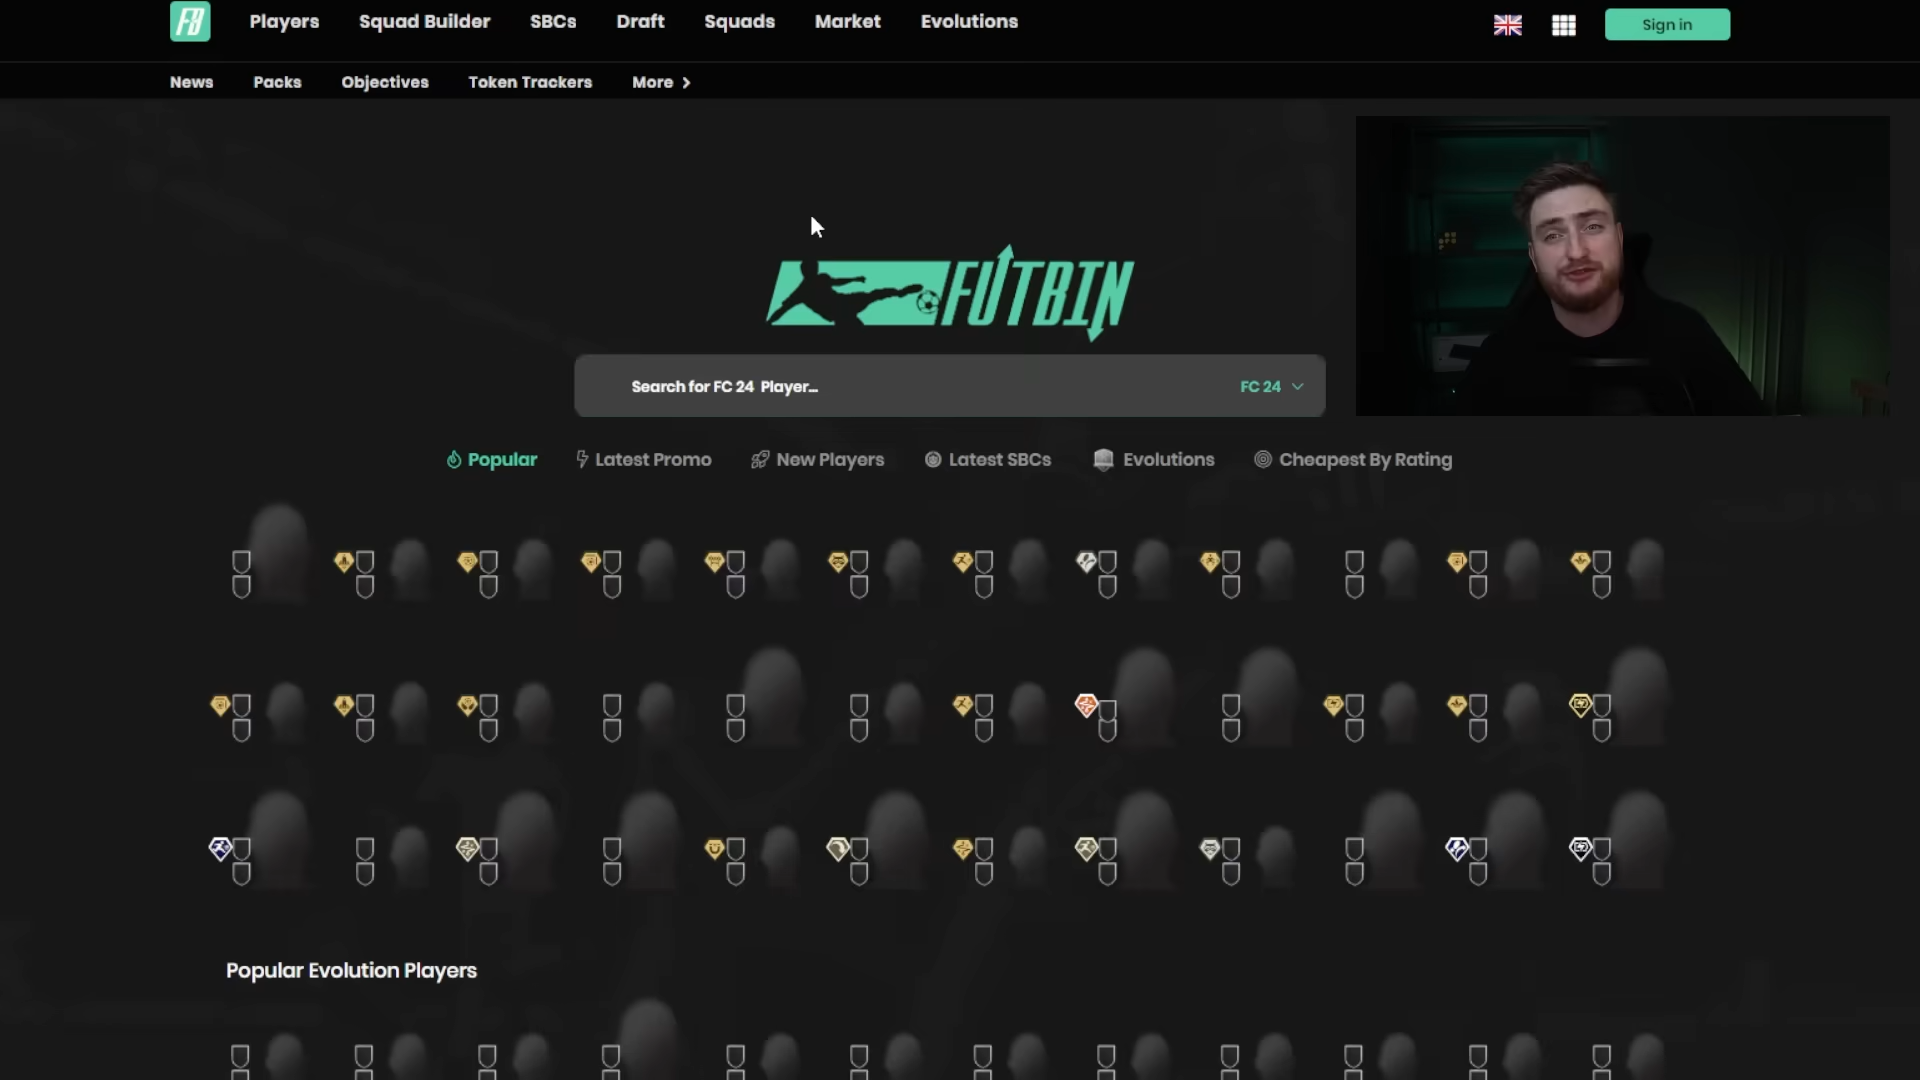 FB Players Squad Builder SBCs Draft Squads Market Evolutions Sign in
News Packs Objectives Token Trackers More
FUTBIN
Search for FC 24 Player... FC 24
Popular Latest Promo New Players Latest SBCs Evolutions Cheapest By Rating
Popular Evolution Players